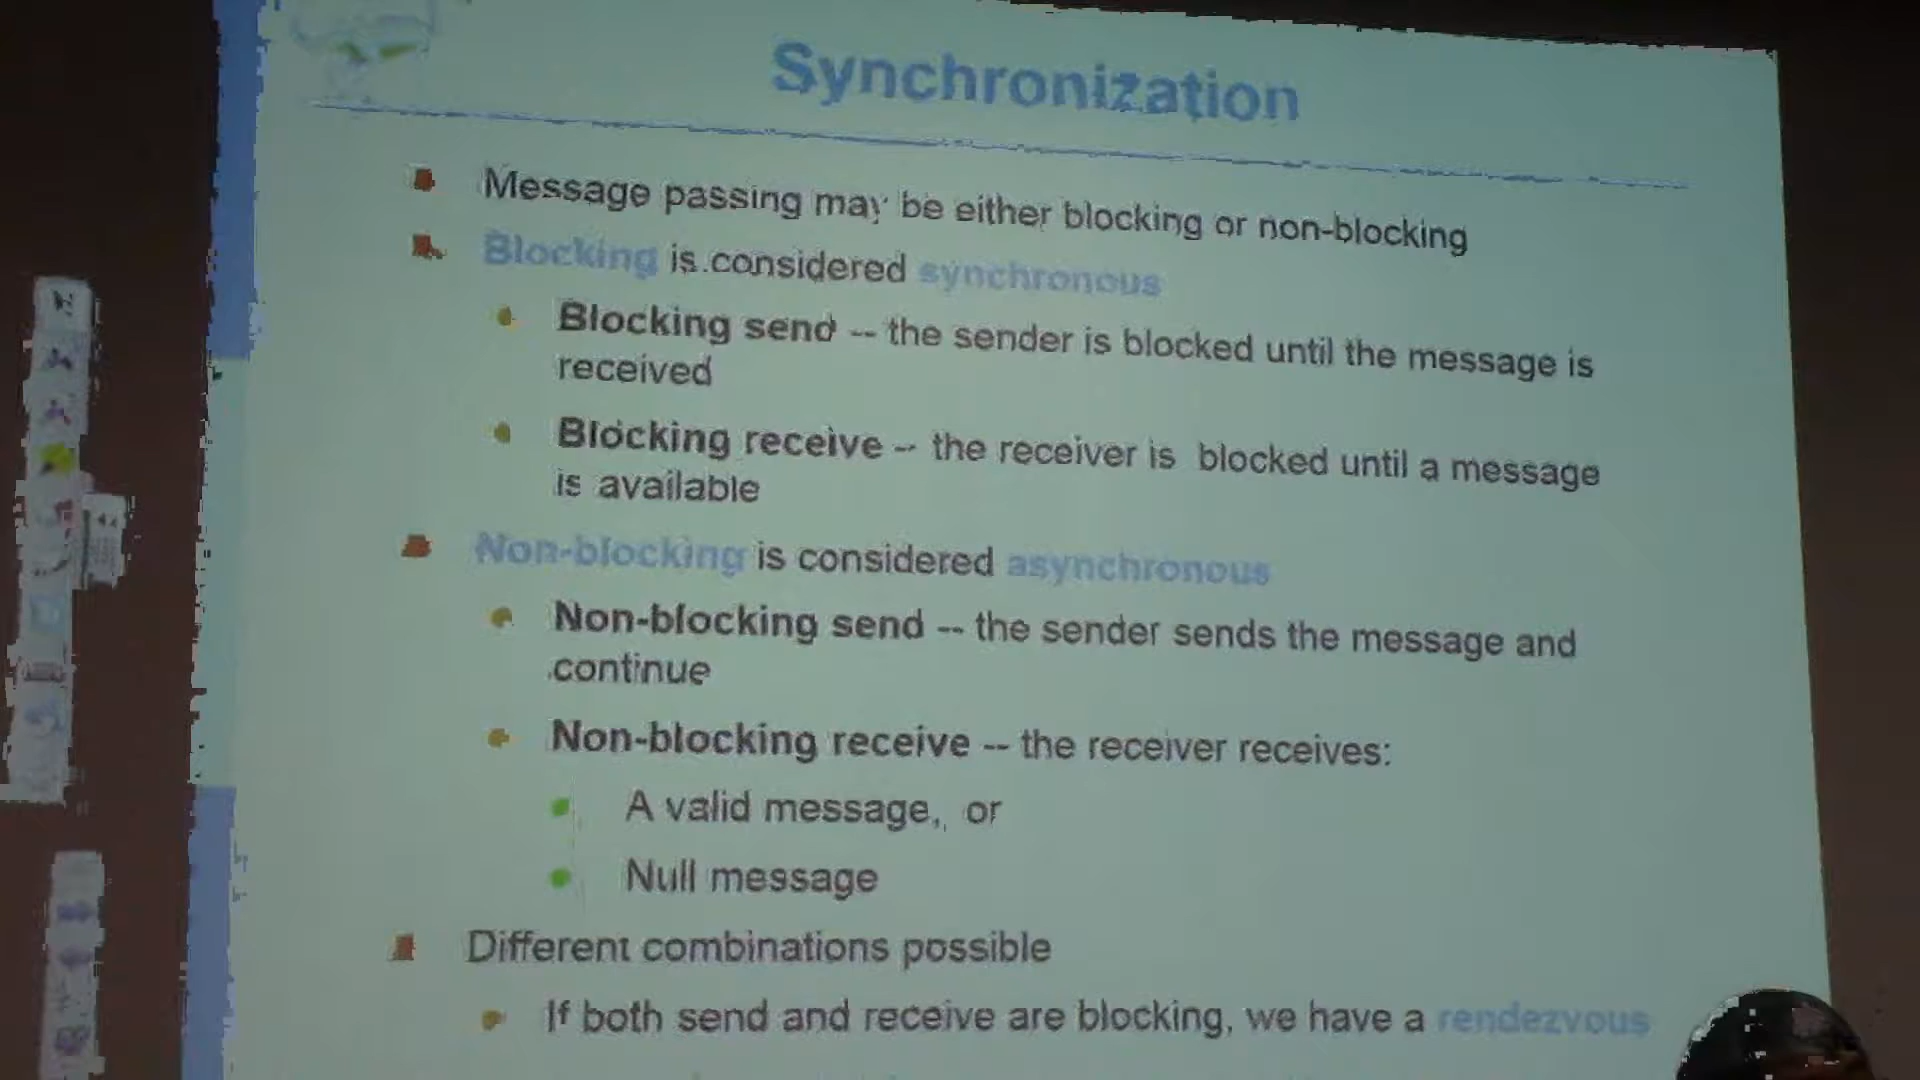 Synchronization
Message passing may be either blocking or non-blocking
Blocking is considered synchronous
Blocking send -- the sender is blocked until the message is
received
Blocking receive -- the receiver is blocked until a message
is available
Non-blocking is considered asynchronous
Non-blocking send -- the sender sends the message and
continue
Non-blocking receive -- the receiver receives:
A valid message, or
Null message
Different combinations possible
If both send and receive are blocking, we have a rendezvous